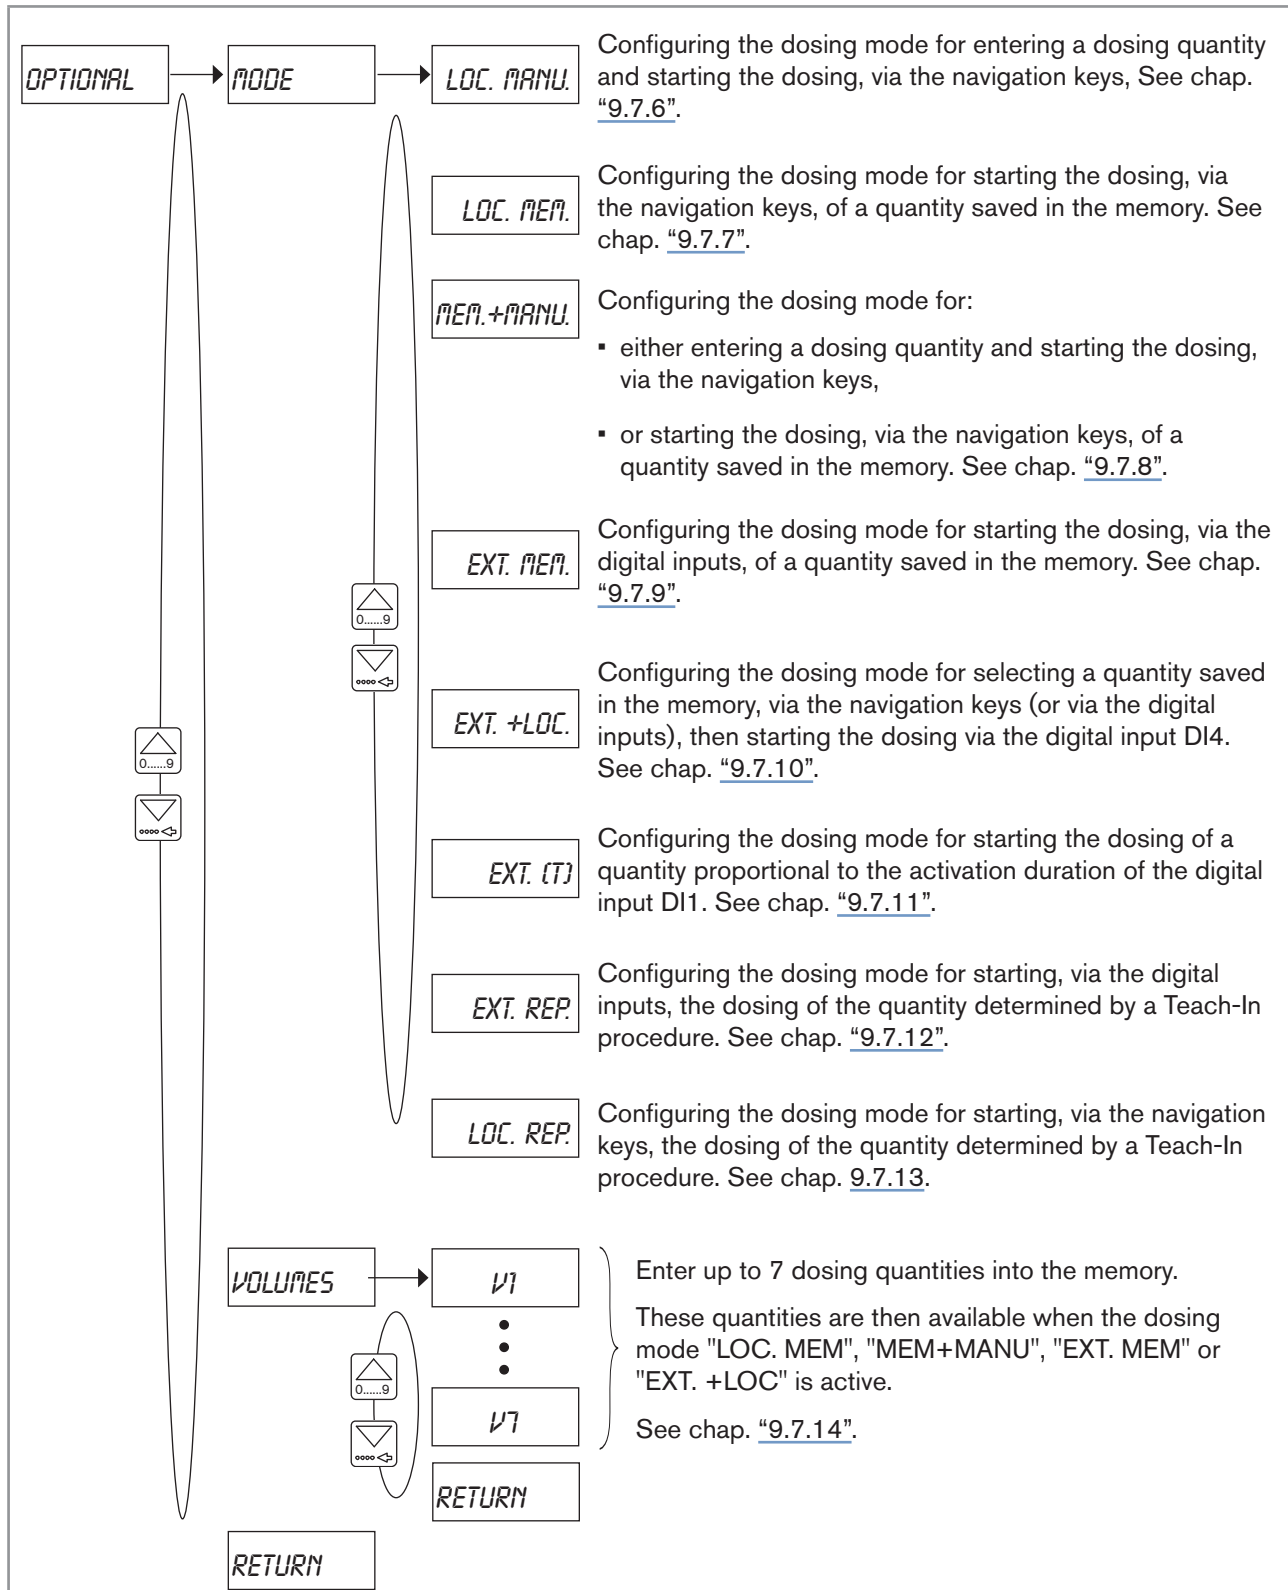 OPTIONAL
MODE
LOC. MANU.
Configuring the dosing mode for entering a dosing quantity
and starting the dosing, via the navigation keys, See chap.
“9.7.6”.
LOC. MEM.
Configuring the dosing mode for starting the dosing, via
the navigation keys, of a quantity saved in the memory. See
chap. “9.7.7”.
MEM.+MANU.
Configuring the dosing mode for:
▪ either entering a dosing quantity and starting the dosing,
via the navigation keys,
▪ or starting the dosing, via the navigation keys, of a
quantity saved in the memory. See chap. “9.7.8”.
EXT. MEM.
Configuring the dosing mode for starting the dosing, via the
digital inputs, of a quantity saved in the memory. See chap.
“9.7.9”.
0......9
EXT. +LOC.
Configuring the dosing mode for selecting a quantity saved
in the memory, via the navigation keys (or via the digital
inputs), then starting the dosing via the digital input DI4.
See chap. “9.7.10”.
0......9
EXT. (T)
Configuring the dosing mode for starting the dosing of a
quantity proportional to the activation duration of the digital
input DI1. See chap. “9.7.11”.
EXT. REP.
Configuring the dosing mode for starting, via the digital
inputs, the dosing of the quantity determined by a Teach-In
procedure. See chap. “9.7.12”.
LOC. REP.
Configuring the dosing mode for starting, via the navigation
keys, the dosing of the quantity determined by a Teach-In
procedure. See chap. 9.7.13.
VOLUMES
V1
Enter up to 7 dosing quantities into the memory.
These quantities are then available when the dosing
mode "LOC. MEM", "MEM+MANU", "EXT. MEM" or
"EXT. +LOC" is active.
0......9
V7
See chap. “9.7.14”.
RETURN
RETURN